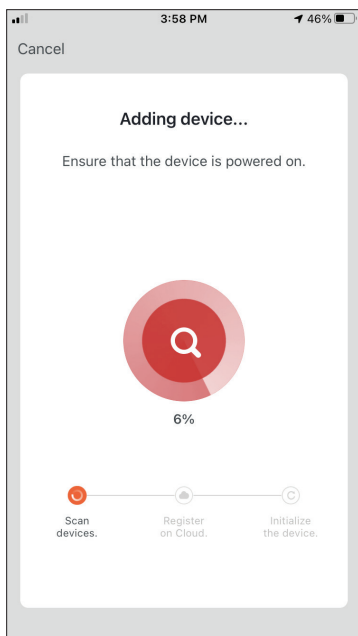 3:58 PM
46%
Cancel
Adding device...
Ensure that the device is powered on.
6%
Scan
devices.
Register
on Cloud.
Initialize
the device.